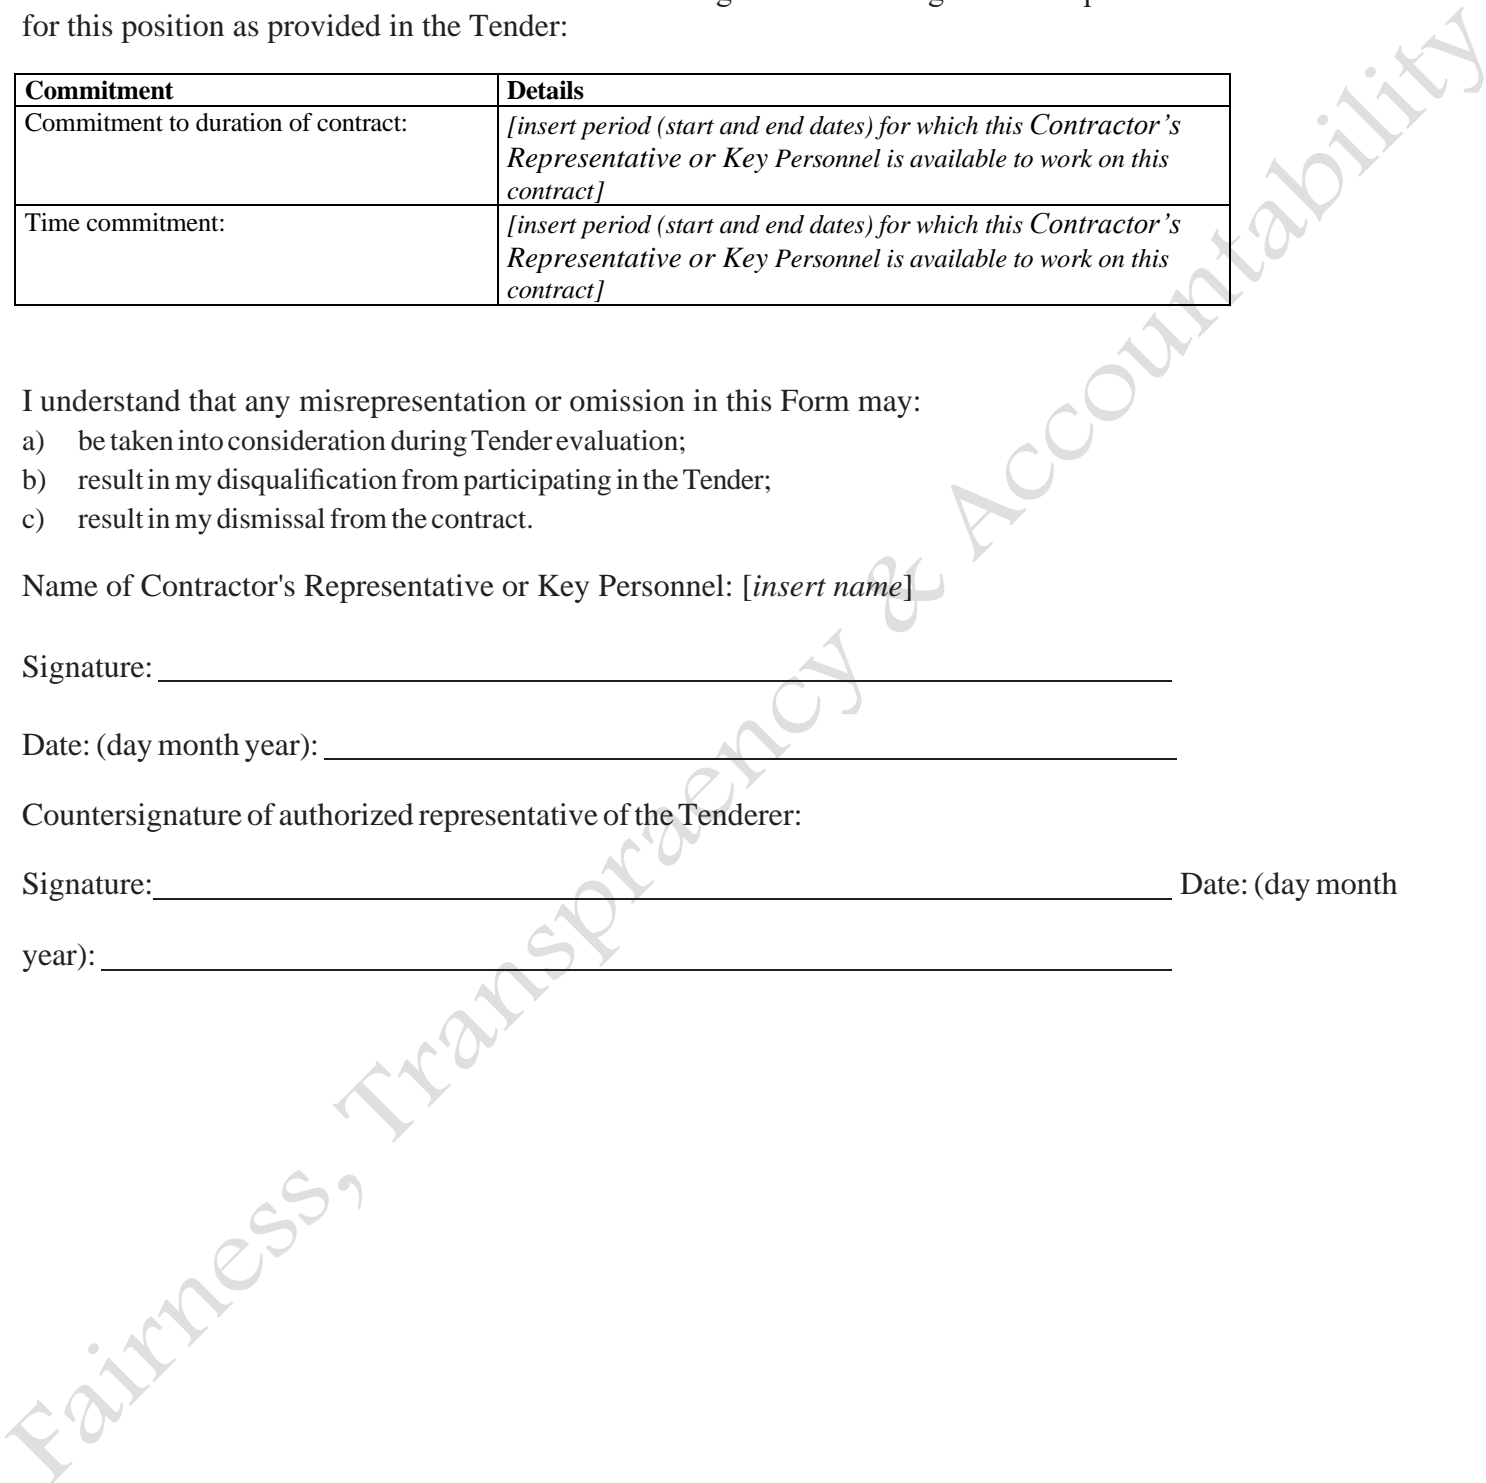 for this position as provided in the Tender:
Commitment Details
Commitment to duration of contract: [insert period (start and end dates) for which this Contractor’s
Representative or Key Personnel is available to work on this
contract]
Time commitment: [insert period (start and end dates) for which this Contractor’s
Representative or Key Personnel is available to work on this
contract]
I understand that any misrepresentation or omission in this Form may:
a) be taken into consideration during Tender evaluation;
b) result in my disqualification from participating in the Tender;
c) result in my dismissal from the contract.
Name of Contractor's Representative or Key Personnel: [insert name]
Signature:
Date: (day month year):
Countersignature of authorized representative of the Tenderer:
Signature: Date: (day month
year):
Fairness, Transpraency & Accountability